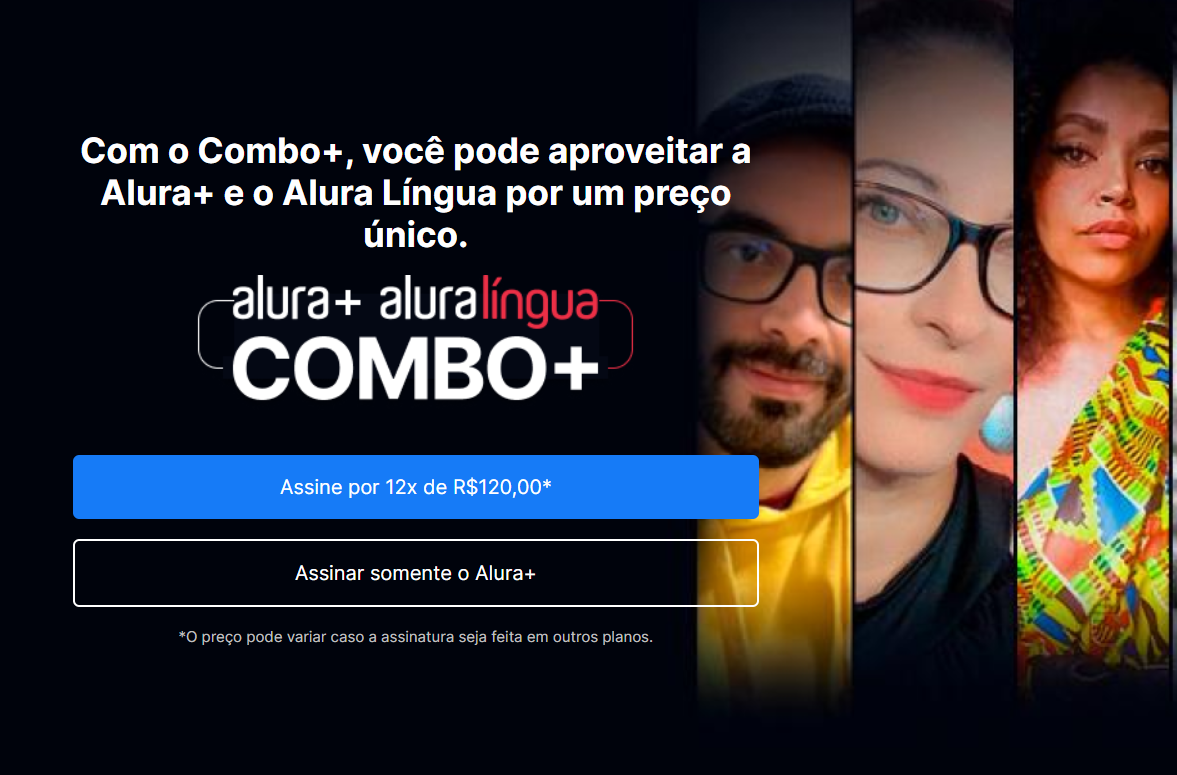 Com o Combo+, você pode aproveitar a
Alura+ e o Alura Língua por um preço
único.
alura+ aluralíngua
COMBO+
Assine por 12x de R$120,00*
Assinar somente o Alura+
*O preço pode variar caso a assinatura seja feita em outros planos.